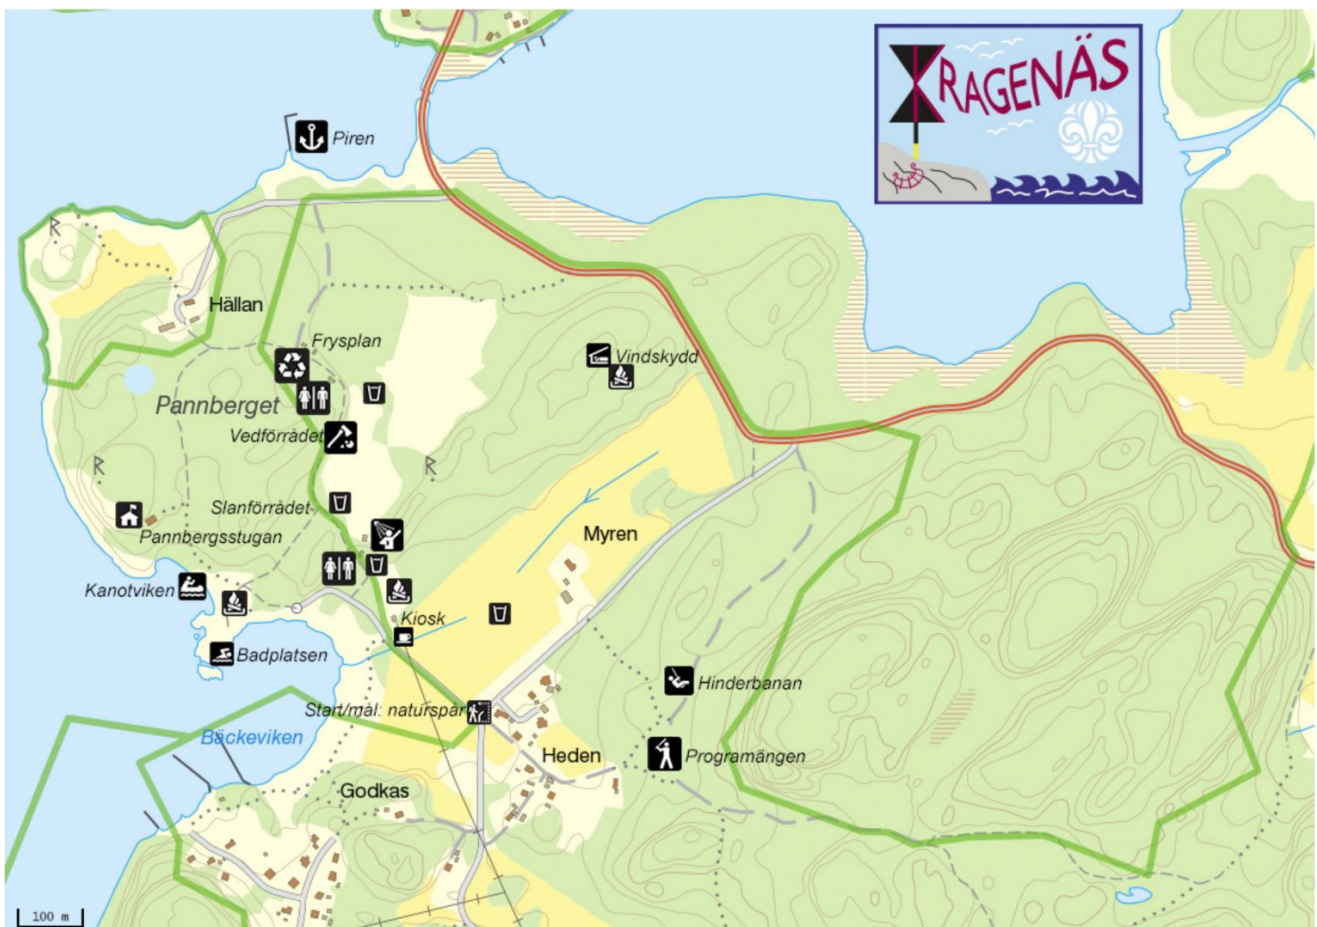 KRAGENÄS
Piren
R
Hällan
Frysplan
Vindskydd
Pannberget
Vedförrådet
R
R
Slanförrådet
Pannbergsstugan
Myren
Kanotviken
Kiosk
Badplatsen
Hinderbanan
Start/mål: naturspår
Bäckeviken
Heden
Programängen
Godkas
100 m